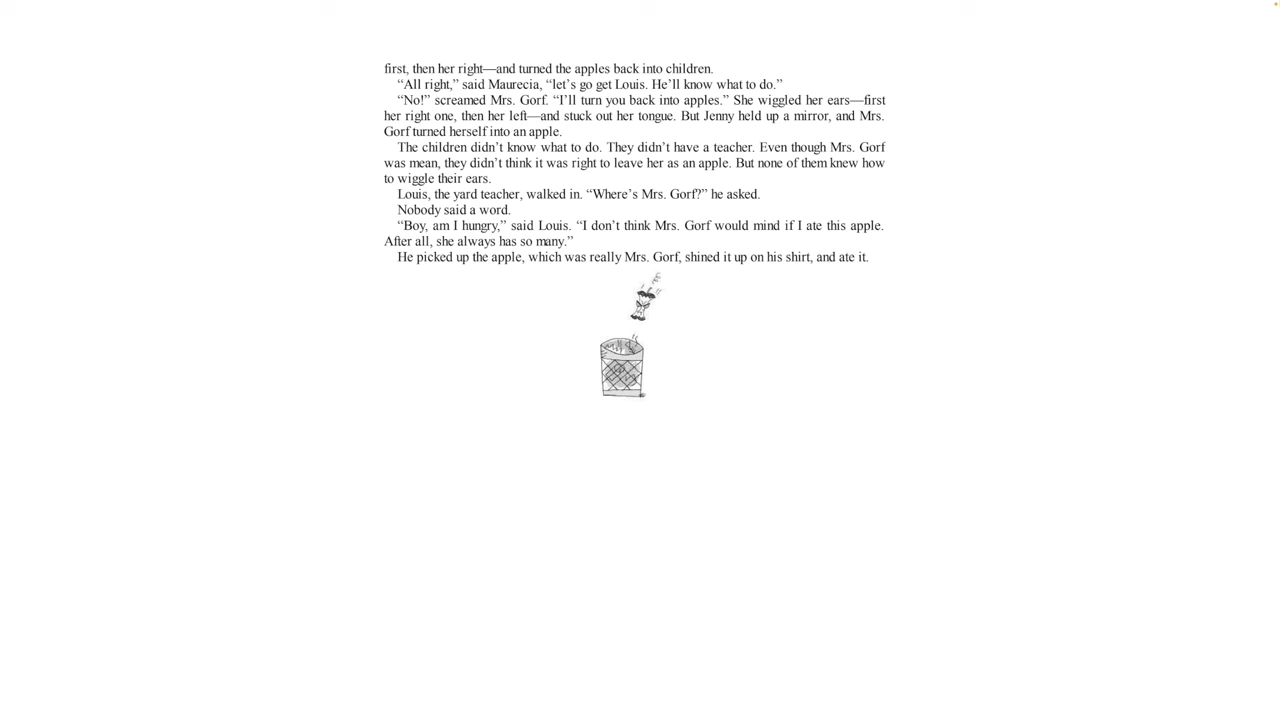 first, then her right—and turned the apples back into children.
“All right,” said Maurecia, “let’s go get Louis. He’ll know what to do.”
“No!” screamed Mrs. Gorf. “I’ll turn you back into apples.” She wiggled her ears—first
her right one, then her left—and stuck out her tongue. But Jenny held up a mirror, and Mrs.
Gorf turned herself into an apple.
The children didn’t know what to do. They didn’t have a teacher. Even though Mrs. Gorf
was mean, they didn’t think it was right to leave her as an apple. But none of them knew how
to wiggle their ears.
Louis, the yard teacher, walked in. “Where’s Mrs. Gorf?” he asked.
Nobody said a word.
“Boy, am I hungry,” said Louis. “I don’t think Mrs. Gorf would mind if I ate this apple.
After all, she always has so many.”
He picked up the apple, which was really Mrs. Gorf, shined it up on his shirt, and ate it.